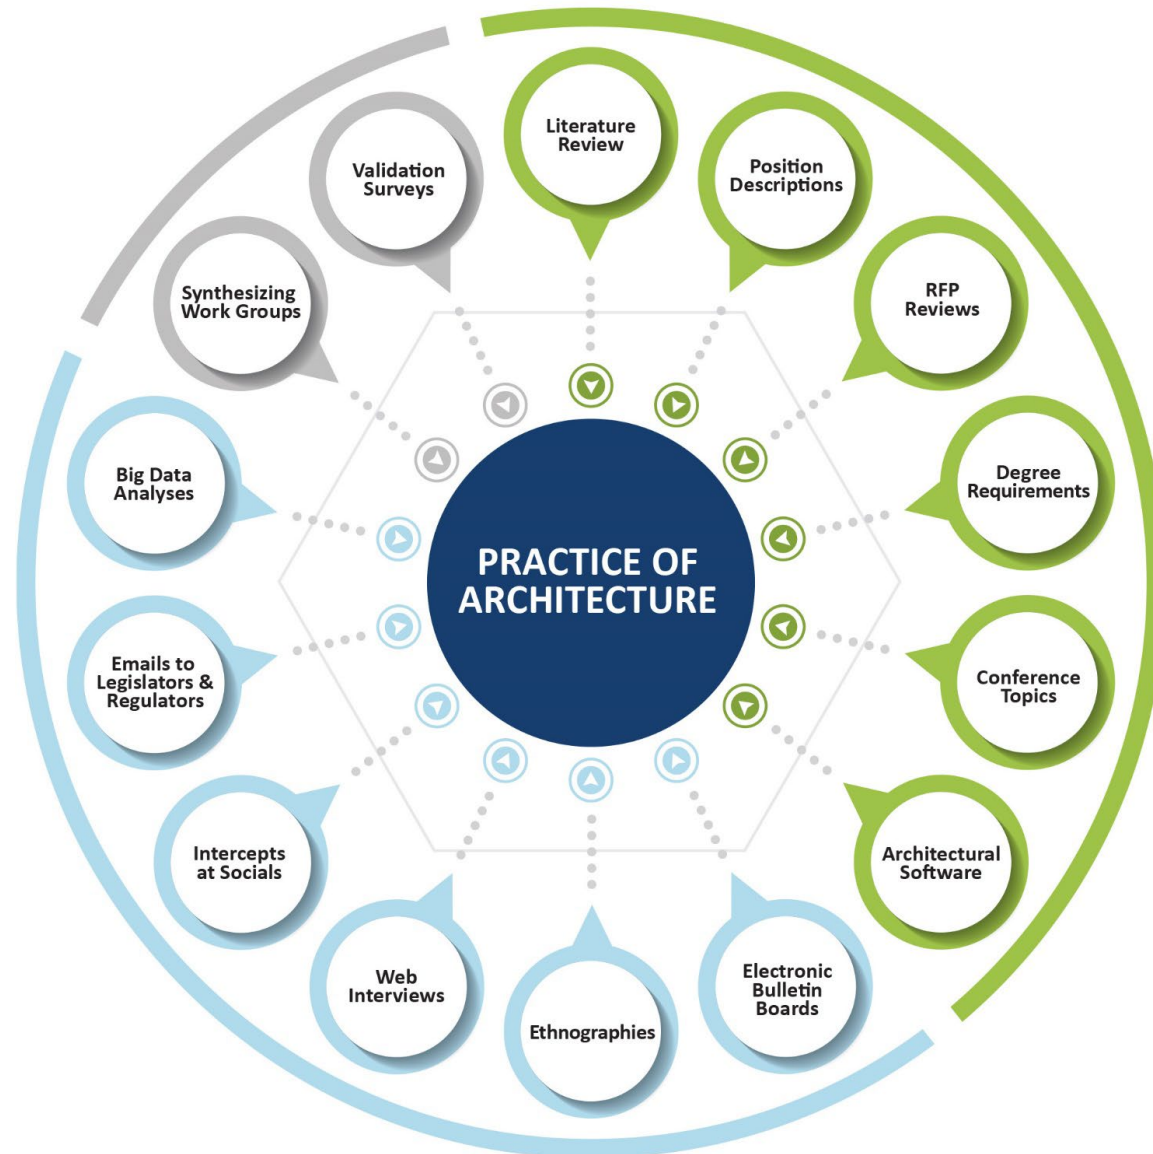 Literature
Review
Position
Descriptions
RFP
Reviews
Degree
Requirements
Conference
Topics
Architectural
Software
Electronic
Bulletin
Boards
Ethnographies
Web
Interviews
Intercepts
at Socials
Emails to
Legislators &
Regulators
Big Data
Analyses
Synthesizing
Work Groups
Validation
Surveys
PRACTICE OF
ARCHITECTURE